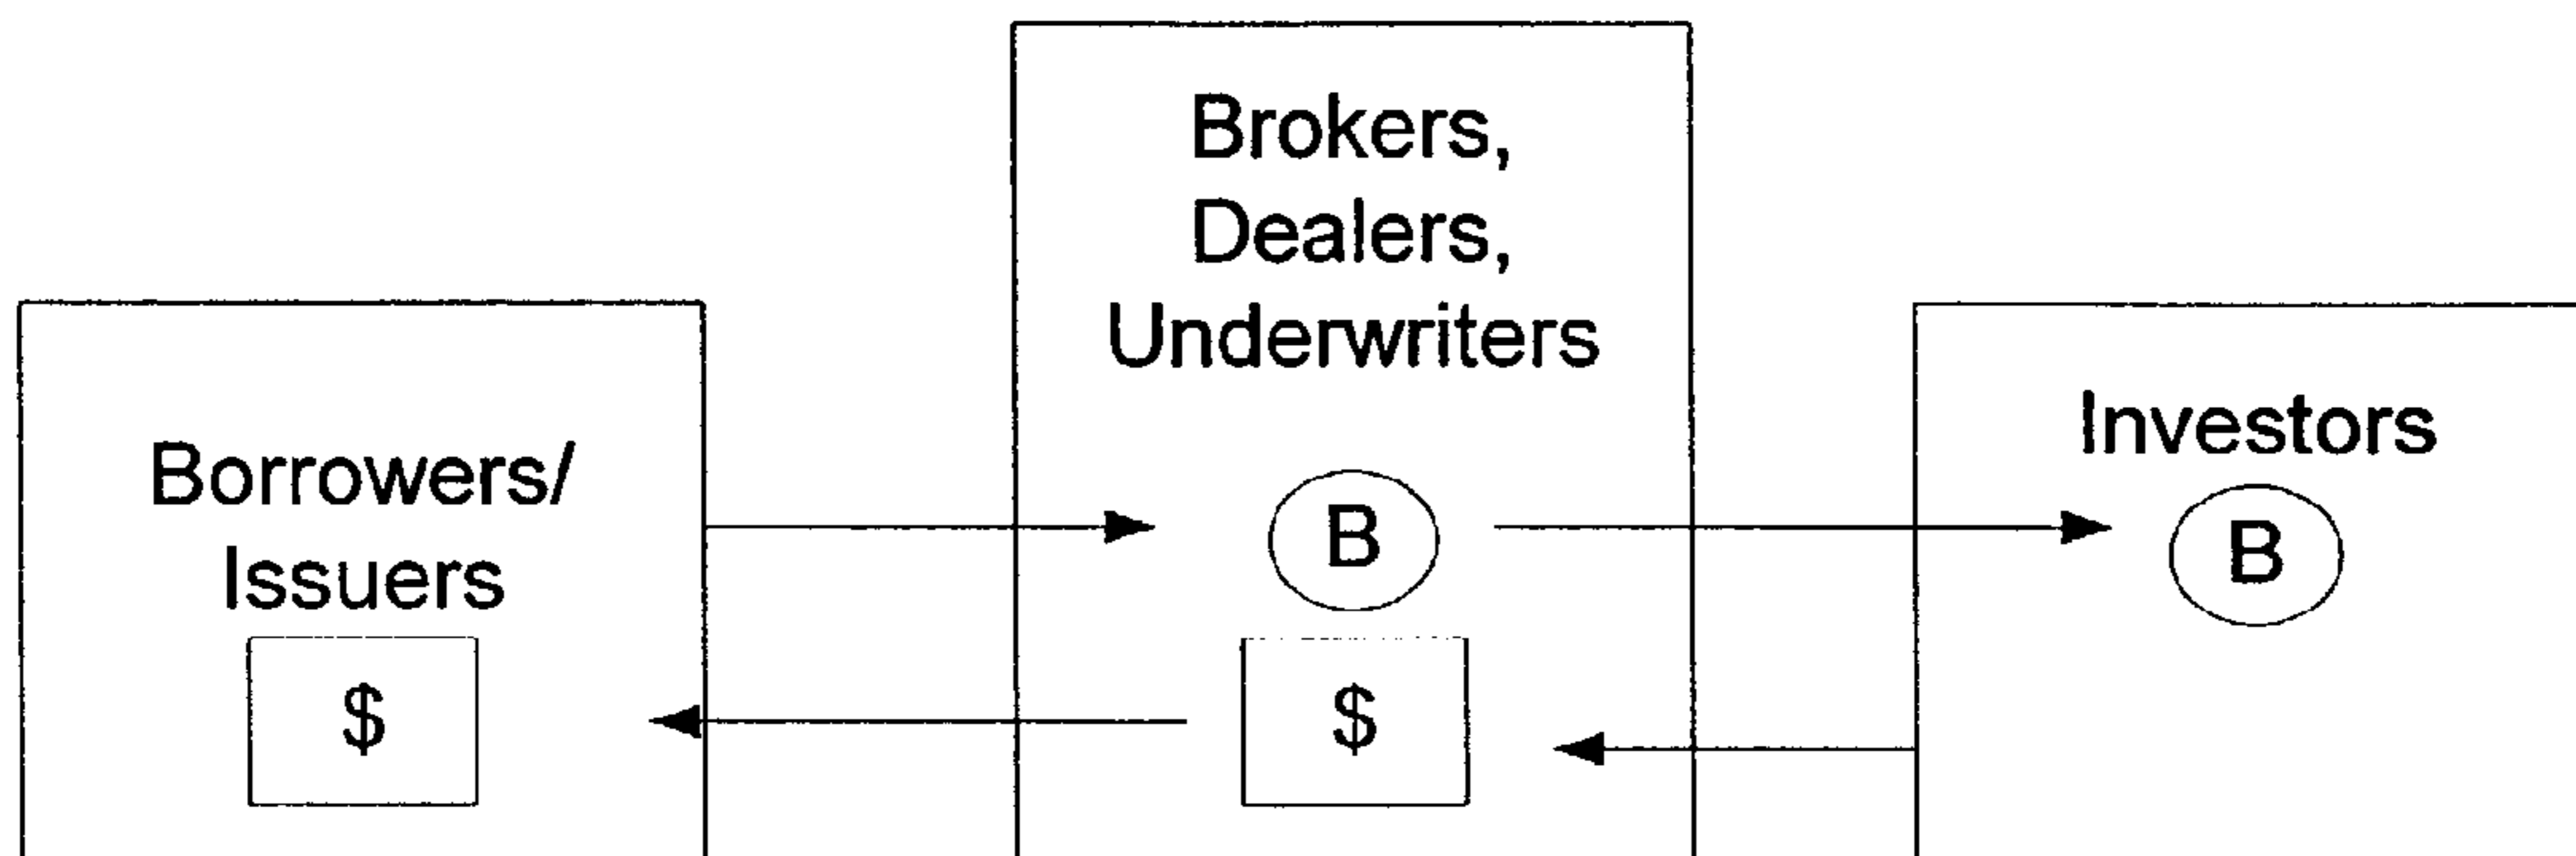 Borrowers/
Issuers
$
Brokers,
Dealers,
Underwriters
B
$
Investors
B